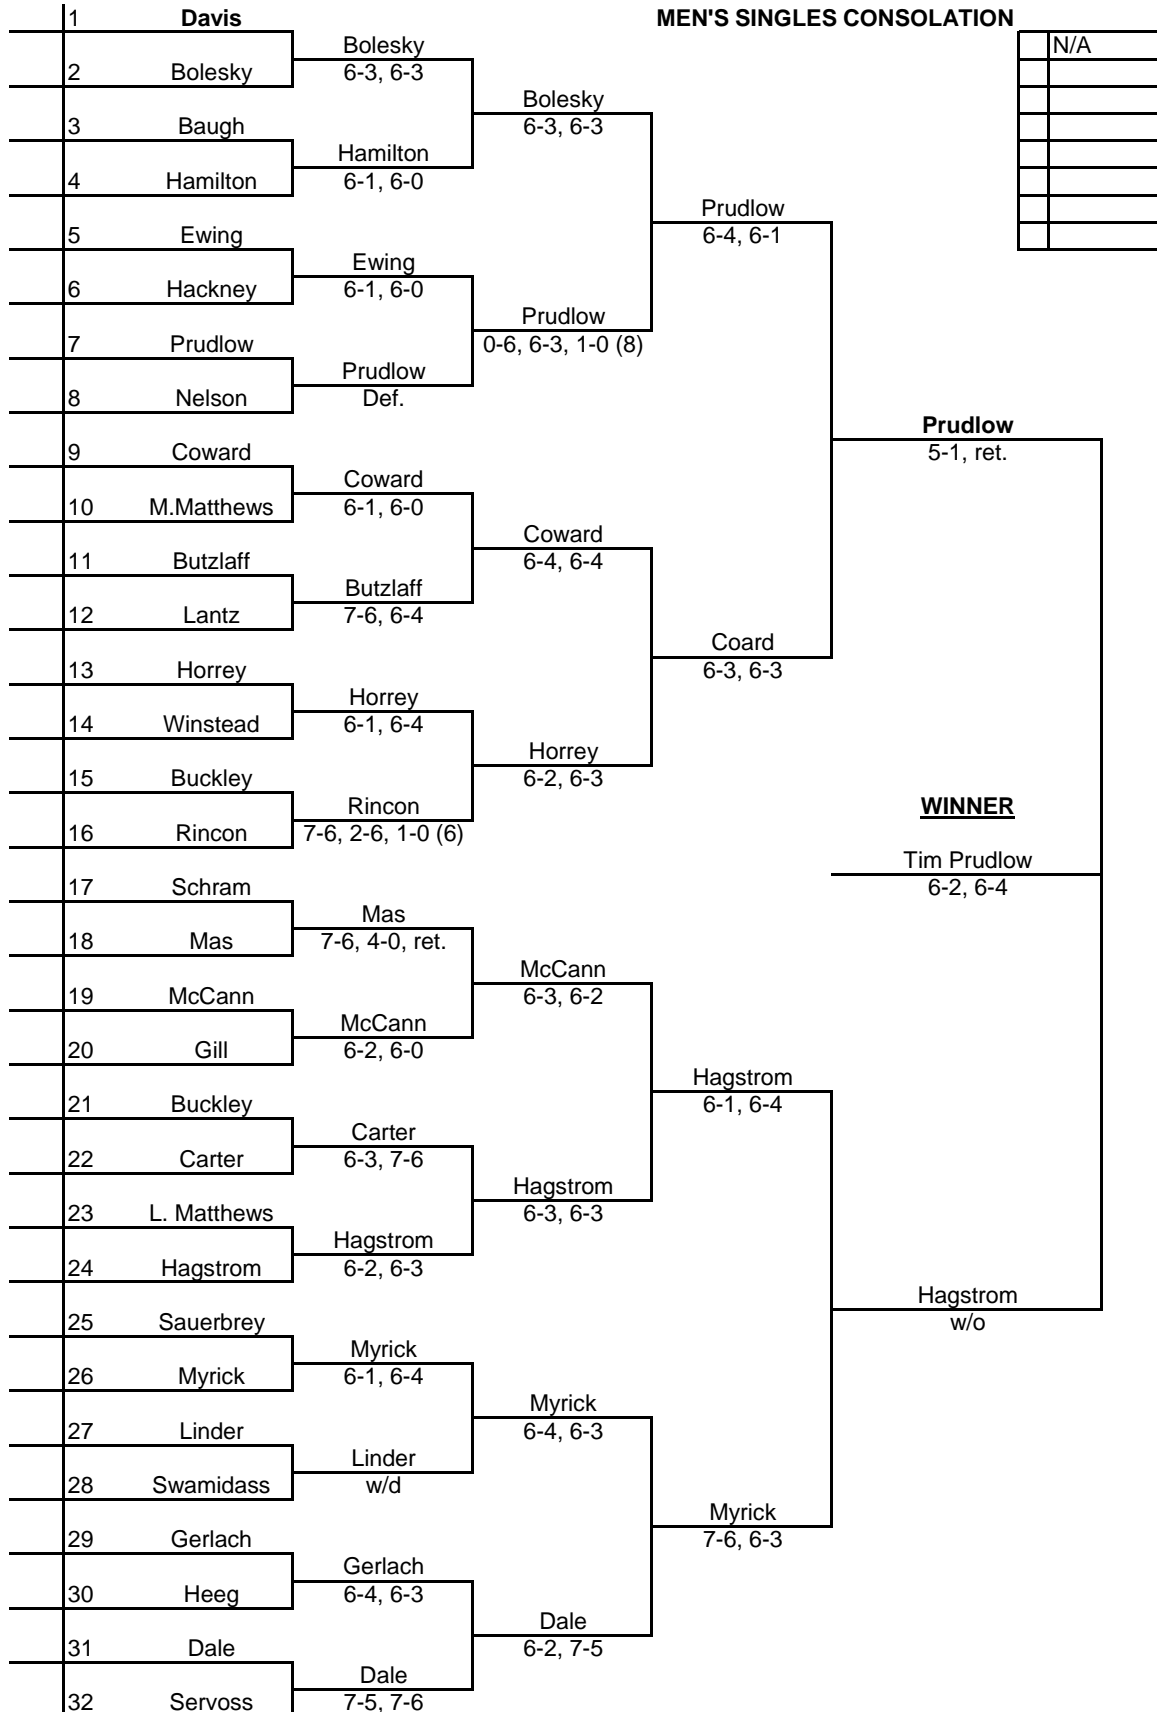 MEN'S SINGLES CONSOLATION
N/A
1 Davis
2 Bolesky
3 Baugh
4 Hamilton
5 Ewing
6 Hackney
7 Prudlow
8 Nelson
9 Coward
10 M.Matthews
11 Butzlaff
12 Lantz
13 Horrey
14 Winstead
15 Buckley
16 Rincon
17 Schram
18 Mas
19 McCann
20 Gill
21 Buckley
22 Carter
23 L. Matthews
24 Hagstrom
25 Sauerbrey
26 Myrick
27 Linder
28 Swamidass
29 Gerlach
30 Heeg
31 Dale
32 Servoss
Bolesky
6-3, 6-3
Hamilton
6-1, 6-0
Ewing
6-1, 6-0
Prudlow
Def.
Coward
6-1, 6-0
Butzlaff
7-6, 6-4
Horrey
6-1, 6-4
Rincon
7-6, 2-6, 1-0 (6)
Mas
7-6, 4-0, ret.
McCann
6-2, 6-0
Carter
6-3, 7-6
Hagstrom
6-2, 6-3
Myrick
6-1, 6-4
Linder
w/d
Gerlach
6-4, 6-3
Dale
7-5, 7-6
Bolesky
6-3, 6-3
Prudlow
0-6, 6-3, 1-0 (8)
Coward
6-4, 6-4
Horrey
6-2, 6-3
McCann
6-3, 6-2
Hagstrom
6-3, 6-3
Myrick
6-4, 6-3
Dale
6-2, 7-5
Prudlow
6-4, 6-1
Coard
6-3, 6-3
Hagstrom
6-1, 6-4
Myrick
7-6, 6-3
Prudlow
5-1, ret.
Hagstrom
w/o
WINNER
Tim Prudlow
6-2, 6-4